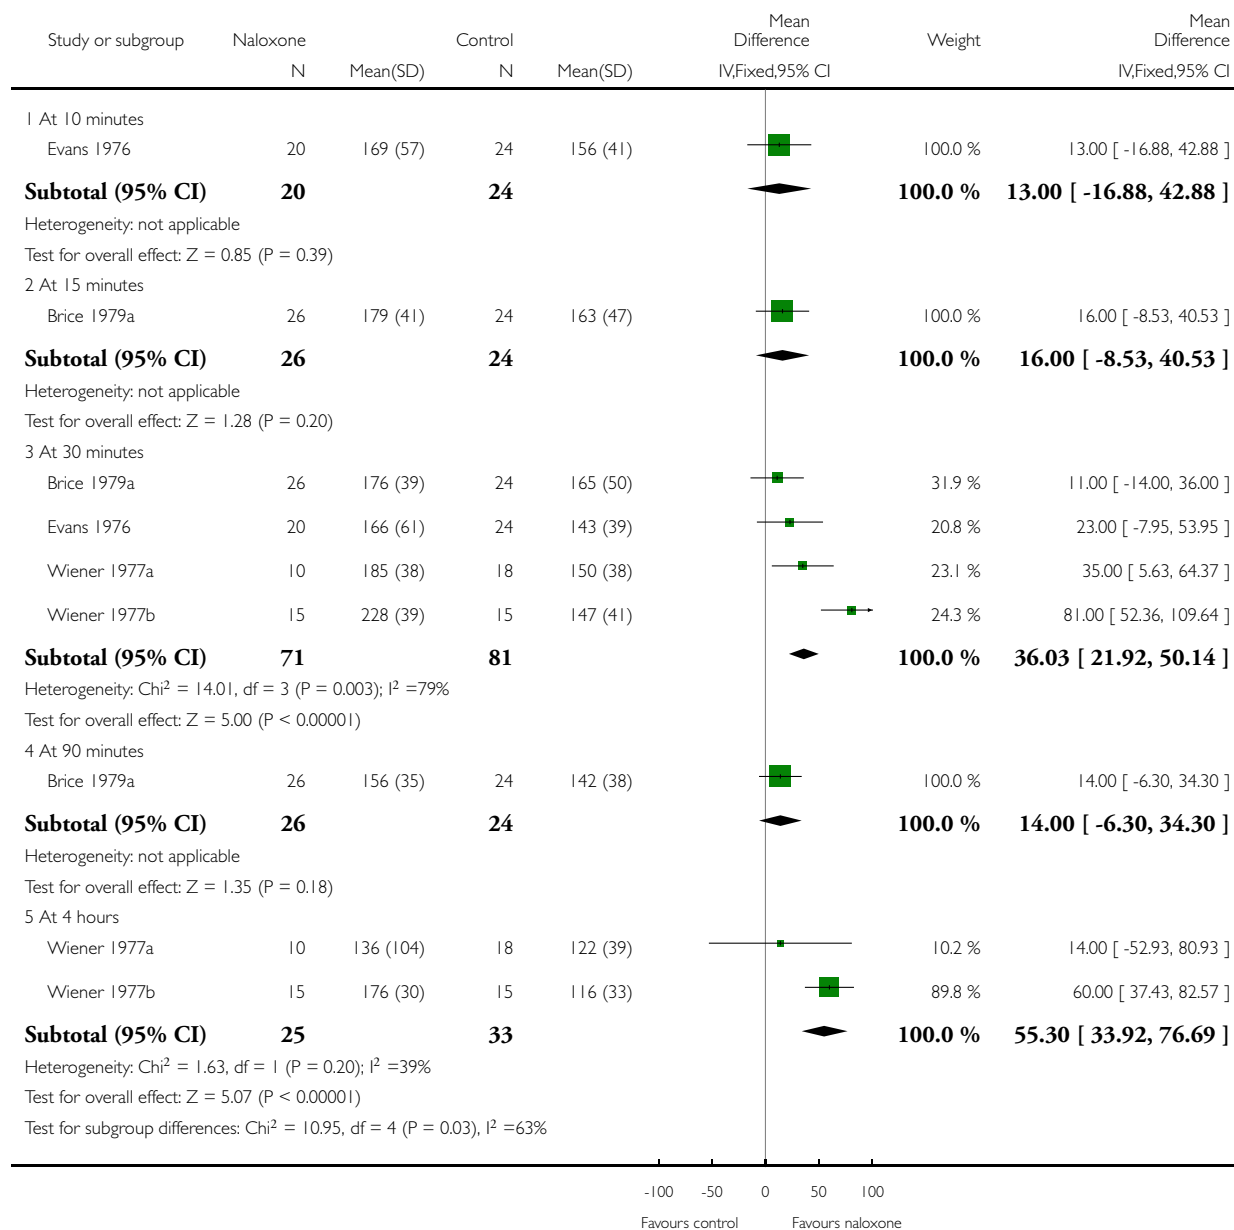 Study or subgroup Naloxone Control Mean Difference Weight Mean Difference
N Mean(SD) N Mean(SD) IV,Fixed,95% CI IV,Fixed,95% CI
1 At 10 minutes
Evans 1976 20 169 (57) 24 156 (41) 100.0 % 13.00 [ -16.88, 42.88 ]
Subtotal (95% CI) 20 24 100.0 % 13.00 [ -16.88, 42.88 ]
Heterogeneity: not applicable
Test for overall effect: Z = 0.85 (P = 0.39)
2 At 15 minutes
Brice 1979a 26 179 (41) 24 163 (47) 100.0 % 16.00 [ -8.53, 40.53 ]
Subtotal (95% CI) 26 24 100.0 % 16.00 [ -8.53, 40.53 ]
Heterogeneity: not applicable
Test for overall effect: Z = 1.28 (P = 0.20)
3 At 30 minutes
Brice 1979a 26 176 (39) 24 165 (50) 31.9 % 11.00 [ -14.00, 36.00 ]
Evans 1976 20 166 (61) 24 143 (39) 20.8 % 23.00 [ -7.95, 53.95 ]
Wiener 1977a 10 185 (38) 18 150 (38) 23.1 % 35.00 [ 5.63, 64.37 ]
Wiener 1977b 15 228 (39) 15 147 (41) 24.3 % 81.00 [ 52.36, 109.64 ]
Subtotal (95% CI) 71 81 100.0 % 36.03 [ 21.92, 50.14 ]
Heterogeneity: Chi² = 14.01, df = 3 (P = 0.003); I² =79%
Test for overall effect: Z = 5.00 (P < 0.00001)
4 At 90 minutes
Brice 1979a 26 156 (35) 24 142 (38) 100.0 % 14.00 [ -6.30, 34.30 ]
Subtotal (95% CI) 26 24 100.0 % 14.00 [ -6.30, 34.30 ]
Heterogeneity: not applicable
Test for overall effect: Z = 1.35 (P = 0.18)
5 At 4 hours
Wiener 1977a 10 136 (104) 18 122 (39) 10.2 % 14.00 [ -52.93, 80.93 ]
Wiener 1977b 15 176 (30) 15 116 (33) 89.8 % 60.00 [ 37.43, 82.57 ]
Subtotal (95% CI) 25 33 100.0 % 55.30 [ 33.92, 76.69 ]
Heterogeneity: Chi² = 1.63, df = 1 (P = 0.20); I² =39%
Test for overall effect: Z = 5.07 (P < 0.00001)
Test for subgroup differences: Chi² = 10.95, df = 4 (P = 0.03), I² =63%
-100 -50 0 50 100
Favours control Favours naloxone